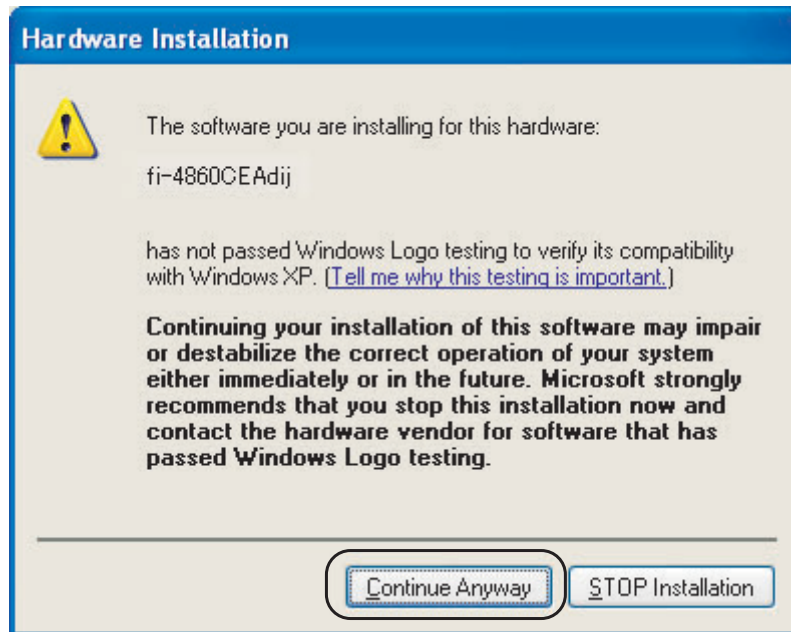 Hardware Installation
The software you are installing for this hardware:
fi-4860CEAdij
has not passed Windows Logo testing to verify its compatibility
with Windows XP. (Tell me why this testing is important.)
Continuing your installation of this software may impair
or destabilize the correct operation of your system
either immediately or in the future. Microsoft strongly
recommends that you stop this installation now and
contact the hardware vendor for software that has
passed Windows Logo testing.
Continue Anyway
STOP Installation